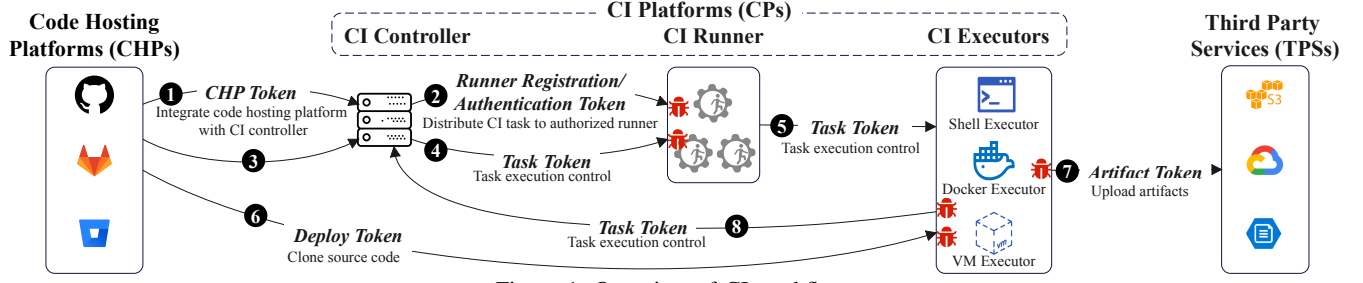 CI Platforms (CPs)
Code Hosting
Platforms (CHPs)
CI Controller
CI Runner
CI Executors
Third Party
Services (TPSs)
1
CHP Token
Integrate code hosting platform
with CI controller
3
2
Runner Registration/
Authentication Token
Distribute CI task to authorized runner
4
Task Token
Task execution control
5
Task Token
Task execution control
Shell Executor
Docker Executor
vm
VM Executor
7
Artifact Token
Upload artifacts
S3
6
Deploy Token
Clone source code
Task Token
8
Task execution control